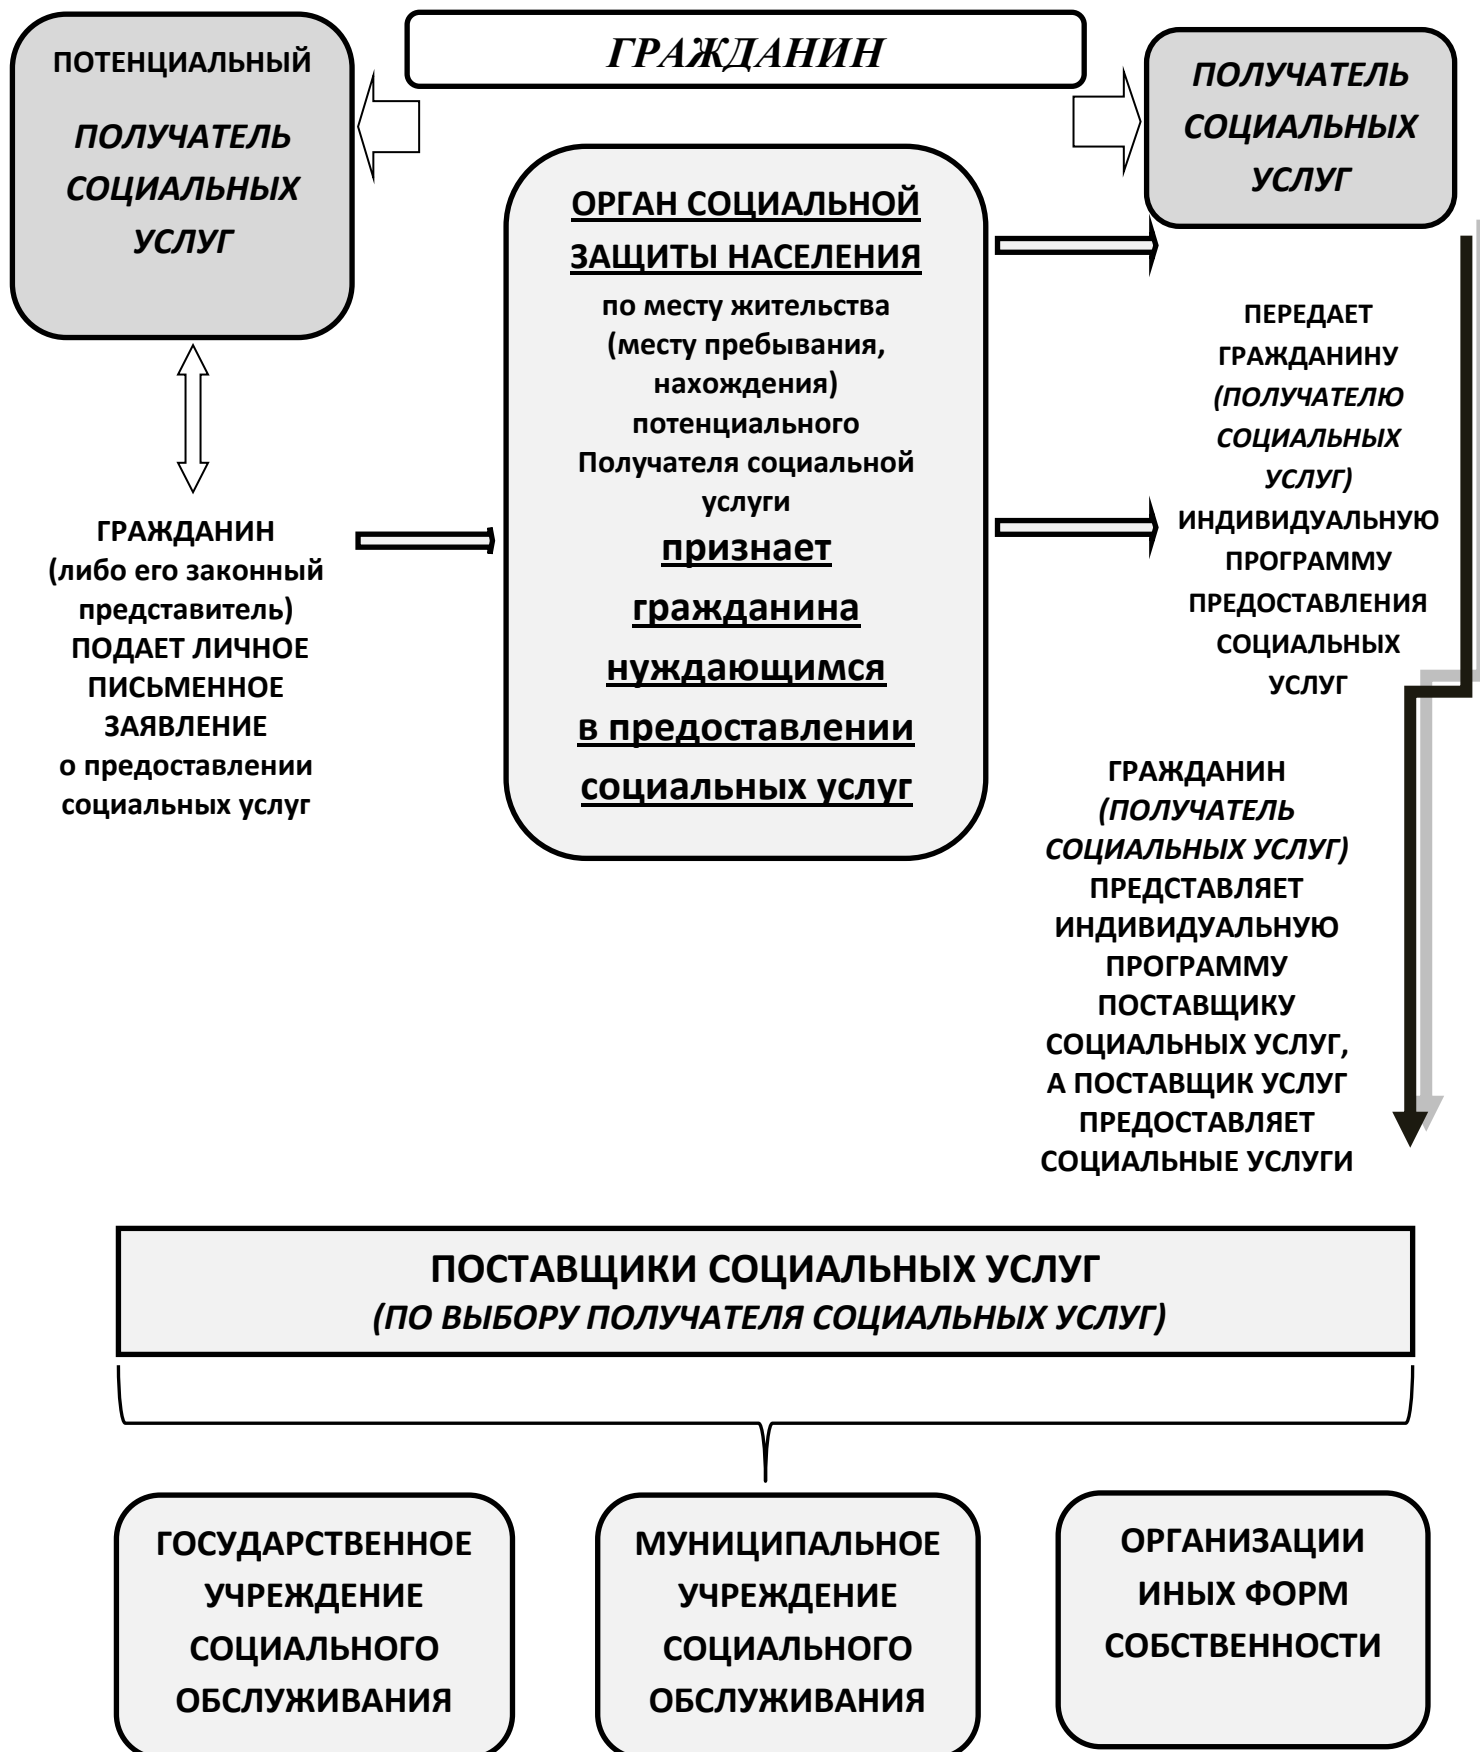 ГРАЖДАНИН
ПОТЕНЦИАЛЬНЫЙ
ПОЛУЧАТЕЛЬ
СОЦИАЛЬНЫХ
УСЛУГ
ПОЛУЧАТЕЛЬ
СОЦИАЛЬНЫХ
УСЛУГ
ГРАЖДАНИН
(либо его законный
представитель)
ПОДАЕТ ЛИЧНОЕ
ПИСЬМЕННОЕ
ЗАЯВЛЕНИЕ
о предоставлении
социальных услуг
ОРГАН СОЦИАЛЬНОЙ
ЗАЩИТЫ НАСЕЛЕНИЯ
по месту жительства
(месту пребывания,
нахождения)
потенциального
Получателя социальной
услуги
признает
гражданина
нуждающимся
в предоставлении
социальных услуг
ПЕРЕДАЕТ
ГРАЖДАНИНУ
(ПОЛУЧАТЕЛЮ
СОЦИАЛЬНЫХ
УСЛУГ)
ИНДИВИДУАЛЬНУЮ
ПРОГРАММУ
ПРЕДОСТАВЛЕНИЯ
СОЦИАЛЬНЫХ
УСЛУГ
ГРАЖДАНИН
(ПОЛУЧАТЕЛЬ
СОЦИАЛЬНЫХ УСЛУГ)
ПРЕДСТАВЛЯЕТ
ИНДИВИДУАЛЬНУЮ
ПРОГРАММУ
ПОСТАВЩИКУ
СОЦИАЛЬНЫХ УСЛУГ,
А ПОСТАВЩИК УСЛУГ
ПРЕДОСТАВЛЯЕТ
СОЦИАЛЬНЫЕ УСЛУГИ
ПОСТАВЩИКИ СОЦИАЛЬНЫХ УСЛУГ
(ПО ВЫБОРУ ПОЛУЧАТЕЛЯ СОЦИАЛЬНЫХ УСЛУГ)
ГОСУДАРСТВЕННОЕ
УЧРЕЖДЕНИЕ
СОЦИАЛЬНОГО
ОБСЛУЖИВАНИЯ
МУНИЦИПАЛЬНОЕ
УЧРЕЖДЕНИЕ
СОЦИАЛЬНОГО
ОБСЛУЖИВАНИЯ
ОРГАНИЗАЦИИ
ИНЫХ ФОРМ
СОБСТВЕННОСТИ